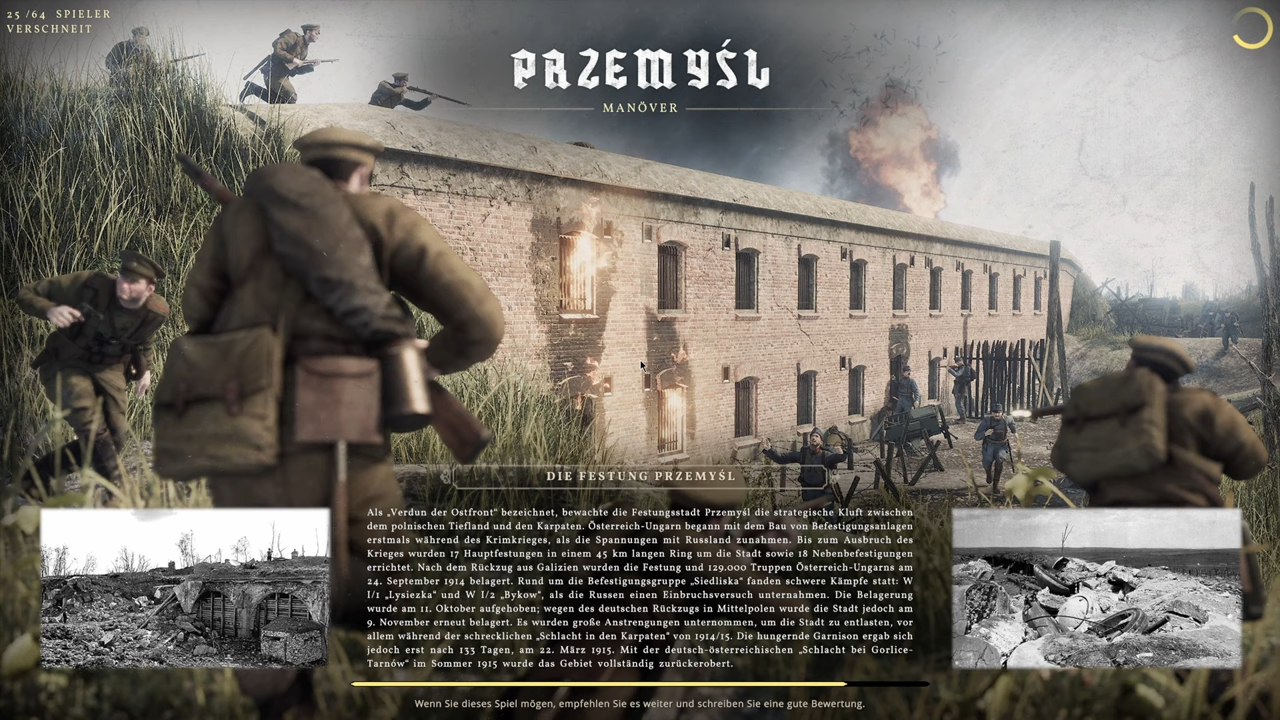 25 /64 SPIELER
VERSCHNEIT
PRZEMYŚL
MANÖVER
DIE FESTUNG PRZEMYŚL
Als „Verdun der Ostfront“ bezeichnet, bewachte die Festungsstadt Przemyśl die strategische Kluft zwischen
dem polnischen Tiefland und den Karpaten. Österreich-Ungarn begann mit dem Bau von Befestigungsanlagen
erstmals während des Krimkrieges, als die Spannungen mit Russland zunahmen. Bis zum Ausbruch des
Krieges wurden 17 Hauptfestungen in einem 45 km langen Ring um die Stadt sowie 18 Nebenbefestigungen
errichtet. Nach dem Rückzug aus Galizien wurden die Festung und 129.000 Truppen Österreich-Ungarns am
24. September 1914 belagert. Rund um die Befestigungsgruppe „Siedliska“ fanden schwere Kämpfe statt: W
I/1 „Lysiezka“ und W I/2 „Bykow“, als die Russen einen Einbruchsversuch unternahmen. Die Belagerung
wurde am 11. Oktober aufgehoben; wegen des deutschen Rückzugs in Mittelpolen wurde die Stadt jedoch am
9. November erneut belagert. Es wurden große Anstrengungen unternommen, um die Stadt zu entlasten, vor
allem während der schrecklichen „Schlacht in den Karpaten“ von 1914/15. Die hungernde Garnison ergab sich
jedoch erst nach 133 Tagen, am 22. März 1915. Mit der deutsch-österreichischen „Schlacht bei Gorlice-
Tarnów“ im Sommer 1915 wurde das Gebiet vollständig zurückerobert.
Wenn Sie dieses Spiel mögen, empfehlen Sie es weiter und schreiben Sie eine gute Bewertung.